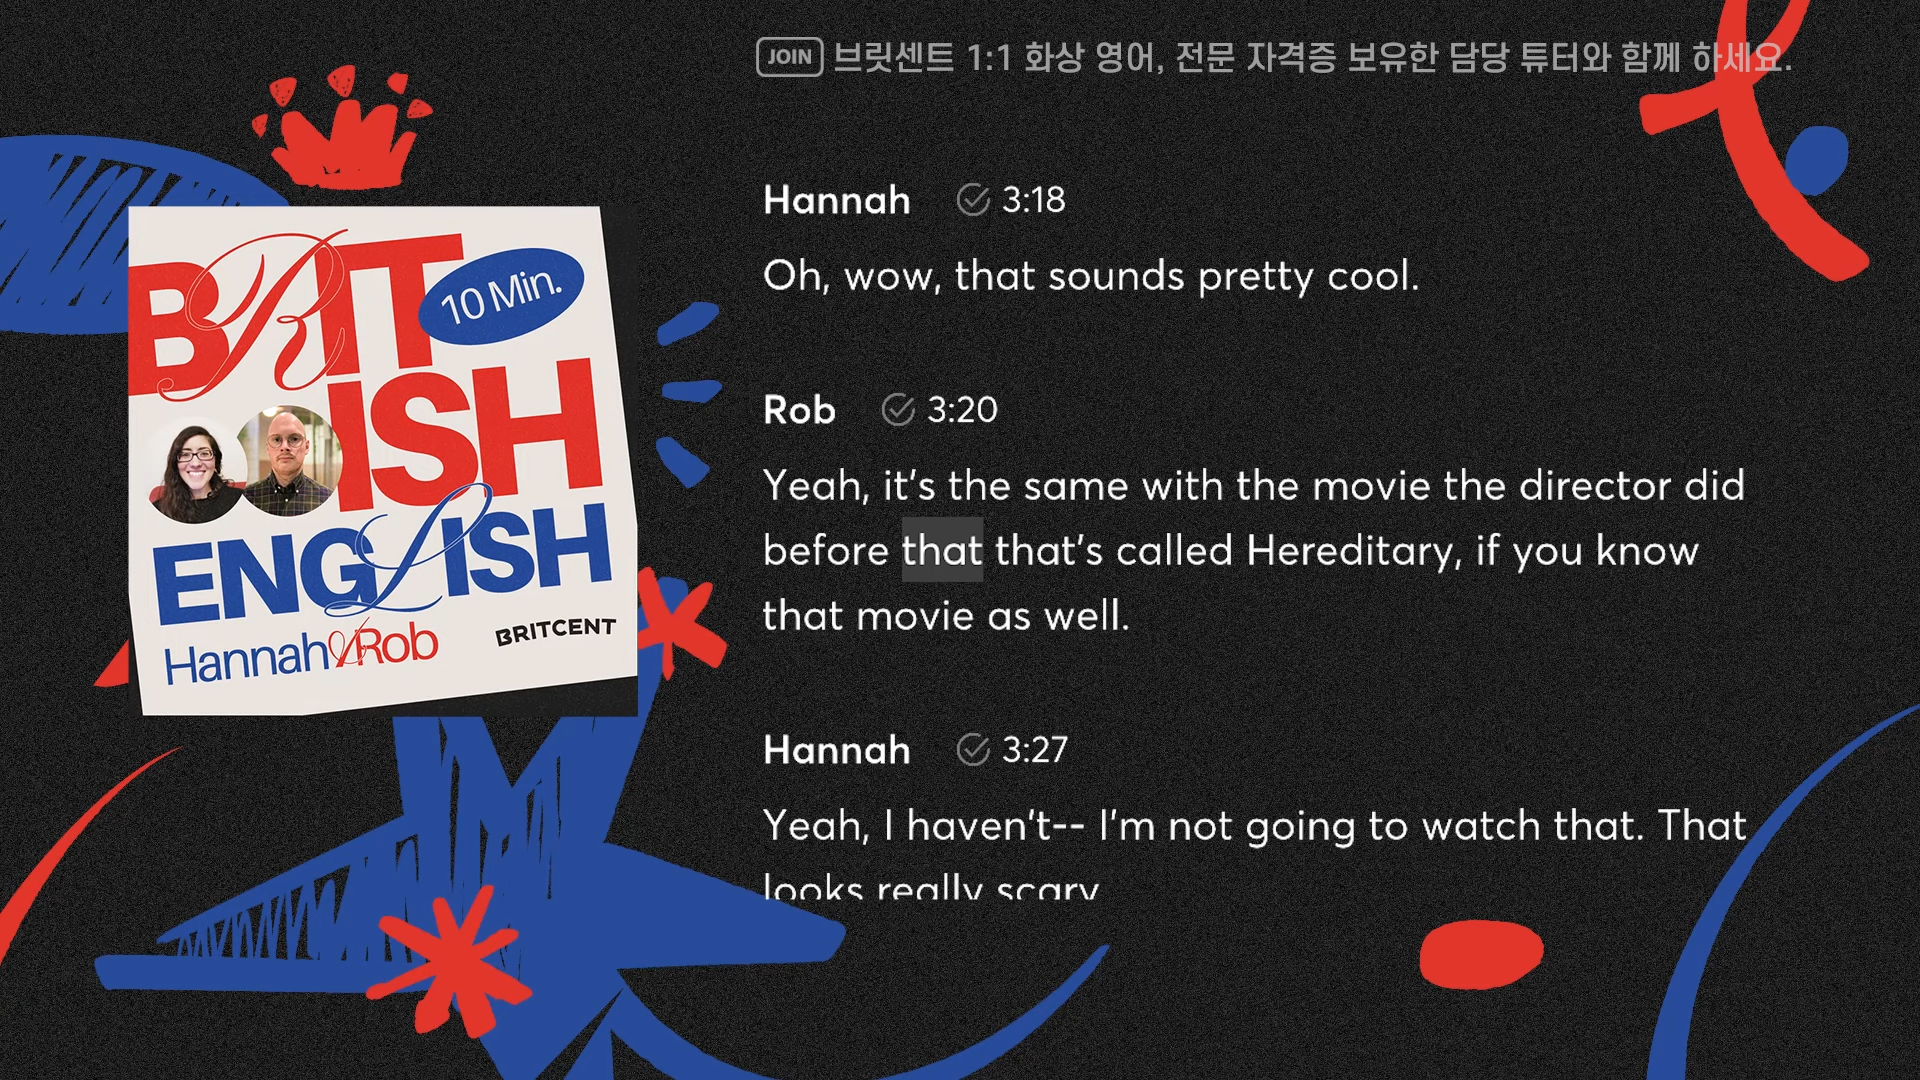 JOIN 브릿센트 1:1 화상 영어, 전문 자격증 보유한 담당 튜터와 함께 하세요.
BRIT
10 Min.
ISH
ENGLISH
Hannah & Rob
BRITCENT
Hannah 3:18
Oh, wow, that sounds pretty cool.
Rob 3:20
Yeah, it's the same with the movie the director did
before that that's called Hereditary, if you know
that movie as well.
Hannah 3:27
Yeah, I haven't-- I'm not going to watch that. That
looks really scary